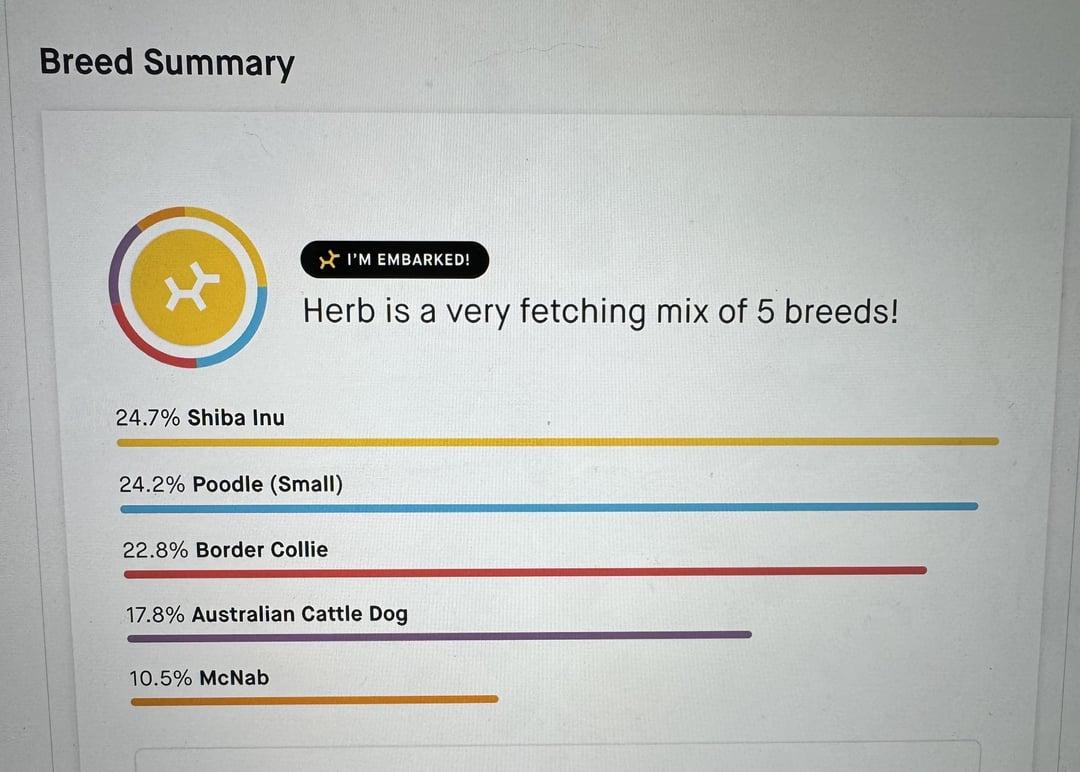 Breed Summary
I'M EMBARKED!
Herb is a very fetching mix of 5 breeds!
24.7% Shiba Inu
24.2% Poodle (Small)
22.8% Border Collie
17.8% Australian Cattle Dog
10.5% McNab